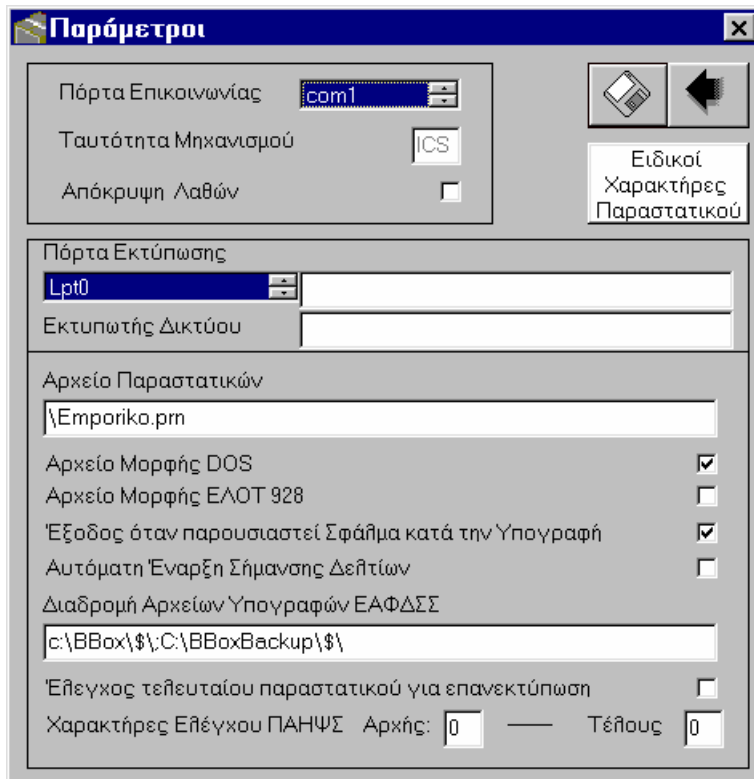 Παράμετροι
Πόρτα Επικοινωνίας com1
Ταυτότητα Μηχανισμού ICS
Απόκρυψη Λαθών
Ειδικοί
Χαρακτήρες
Παραστατικού
Πόρτα Εκτύπωσης
Lpt0
Εκτυπωτής Δικτύου
Αρχείο Παραστατικών
\Emporiko.prn
Αρχείο Μορφής DOS
Αρχείο Μορφής ΕΛΟΤ 928
Έξοδος όταν παρουσιαστεί Σφάλμα κατά την Υπογραφή
Αυτόματη Έναρξη Σήμανσης Δελτίων
Διαδρομή Αρχείων Υπογραφών ΕΑΦΔΣΣ
c:\BBox\$\;C:\BBoxBackup\$\
Έλεγχος τελευταίου παραστατικού για επανεκτύπωση
Χαρακτήρες Ελέγχου ΠΑΗΨΣ Αρχής: 0 —— Τέλους 0